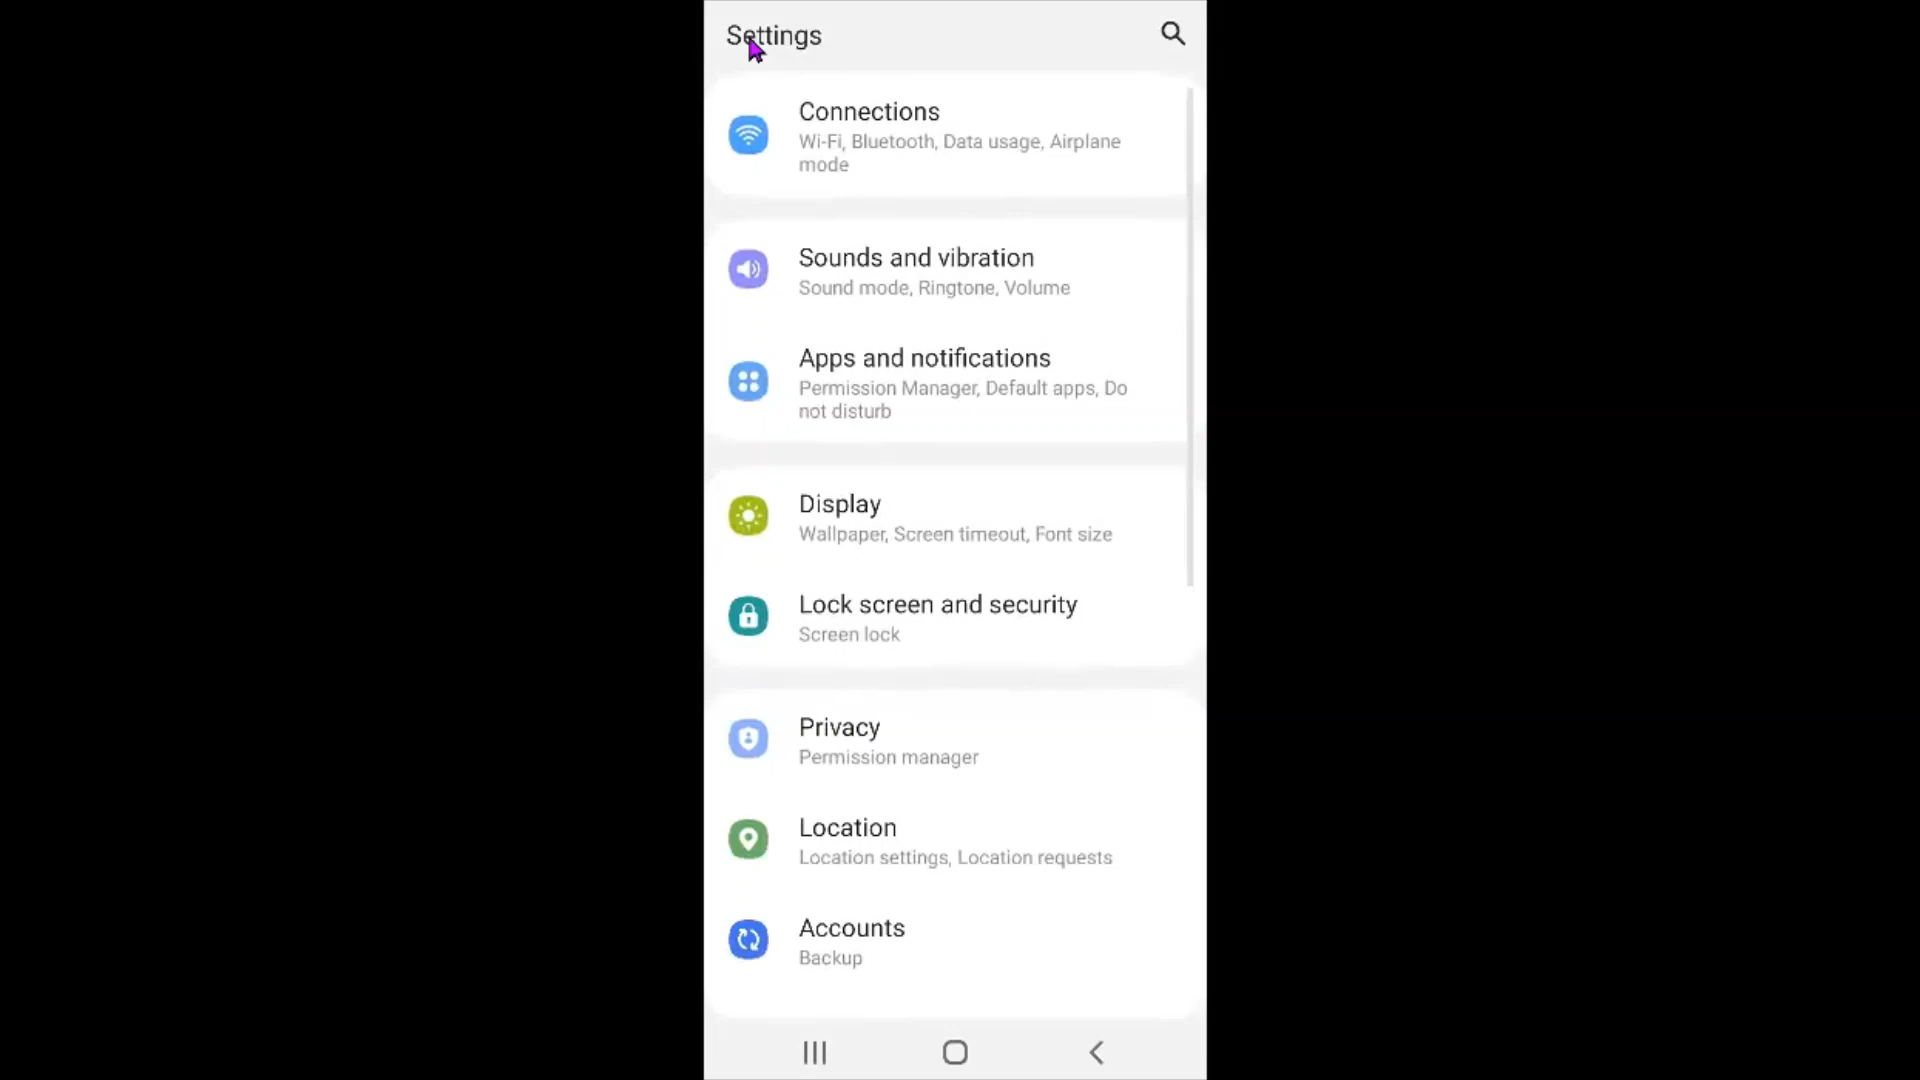 Settings
Connections
Wi-Fi, Bluetooth, Data usage, Airplane
mode
Sounds and vibration
Sound mode, Ringtone, Volume
Apps and notifications
Permission Manager, Default apps, Do
not disturb
Display
Wallpaper, Screen timeout, Font size
Lock screen and security
Screen lock
Privacy
Permission manager
Location
Location settings, Location requests
Accounts
Backup